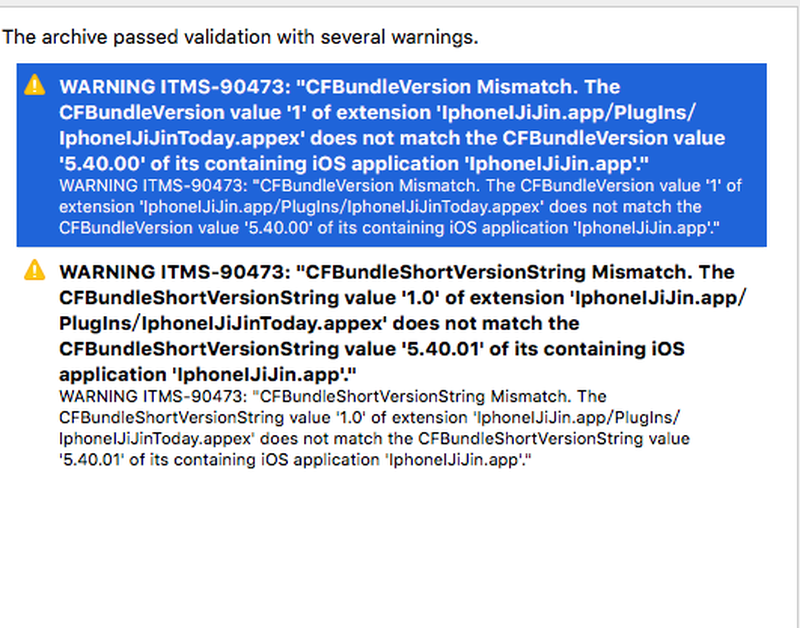 The archive passed validation with several warnings.
WARNING ITMS-90473: "CFBundleVersion Mismatch. The
CFBundleVersion value '1' of extension 'IphoneIJiJin.app/PlugIns/
IphoneIJiJinToday.appex' does not match the CFBundleVersion value
'5.40.00' of its containing iOS application 'IphoneIJiJin.app'."
WARNING ITMS-90473: "CFBundleVersion Mismatch. The CFBundleVersion value '1' of
extension 'IphoneIJiJin.app/PlugIns/IphoneIJiJinToday.appex' does not match the
CFBundleVersion value '5.40.00' of its containing iOS application 'IphoneIJiJin.app'."
WARNING ITMS-90473: "CFBundleShortVersionString Mismatch. The
CFBundleShortVersionString value '1.0' of extension 'IphoneIJiJin.app/
PlugIns/IphoneIJiJinToday.appex' does not match the
CFBundleShortVersionString value '5.40.01' of its containing iOS
application 'IphoneIJiJin.app'."
WARNING ITMS-90473: "CFBundleShortVersionString Mismatch. The
CFBundleShortVersionString value '1.0' of extension 'IphoneIJiJin.app/PlugIns/
IphoneIJiJinToday.appex' does not match the CFBundleShortVersionString value
'5.40.01' of its containing iOS application 'IphoneIJiJin.app'."